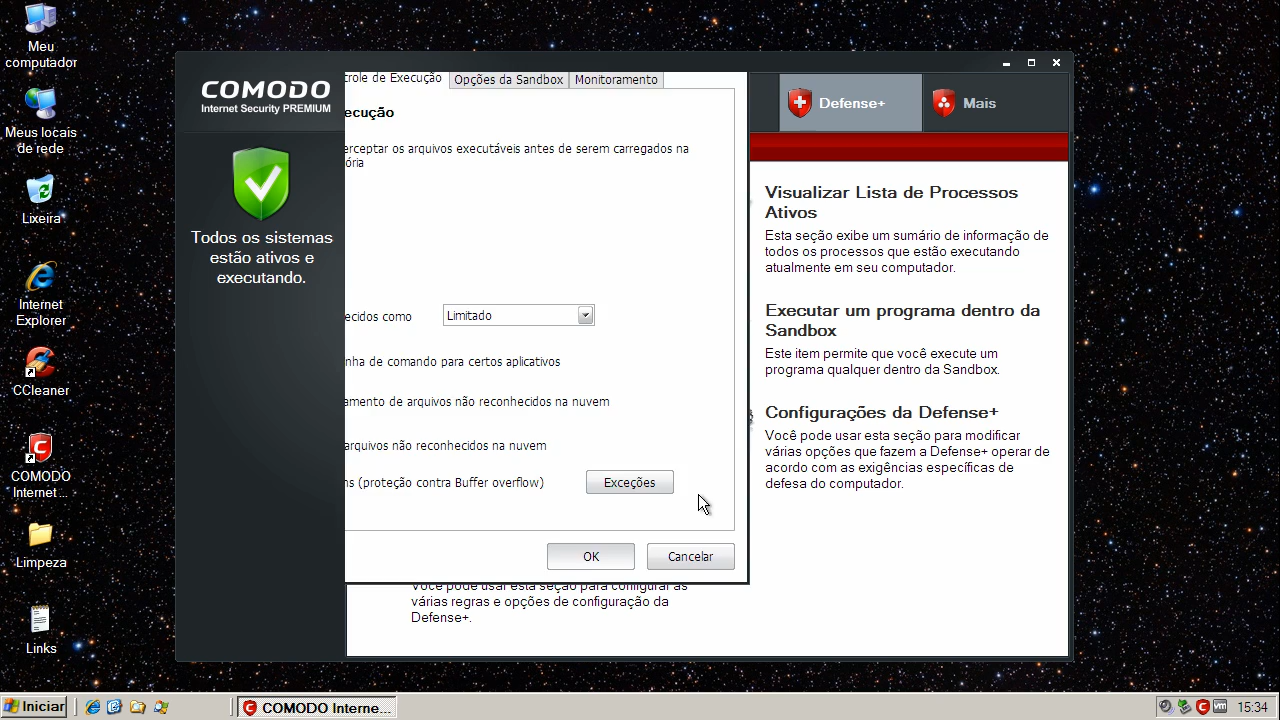 Meu
computador
Meus locais
de rede
Lixeira
Internet
Explorer
CCleaner
COMODO
Internet ...
Limpeza
Links
COMODO
Internet Security PREMIUM
Todos os sistemas
estão ativos e
executando.
trole de Execução
Opções da Sandbox
Monitoramento
ecução
erceptar os arquivos executáveis antes de serem carregados na
ória
ecidos como
Limitado
nha de comando para certos aplicativos
amento de arquivos não reconhecidos na nuvem
arquivos não reconhecidos na nuvem
ns (proteção contra Buffer overflow)
Exceções
OK
Cancelar
Você pode usar esta seção para configurar as
várias regras e opções de configuração da
Defense+.
Defense+
Mais
Visualizar Lista de Processos
Ativos
Esta seção exibe um sumário de informação de
todos os processos que estão executando
atualmente em seu computador.
Executar um programa dentro da
Sandbox
Este item permite que você execute um
programa qualquer dentro da Sandbox.
Configurações da Defense+
Você pode usar esta seção para modificar
várias opções que fazem a Defense+ operar de
acordo com as exigências específicas de
defesa do computador.
Iniciar
COMODO Interne...
15:34